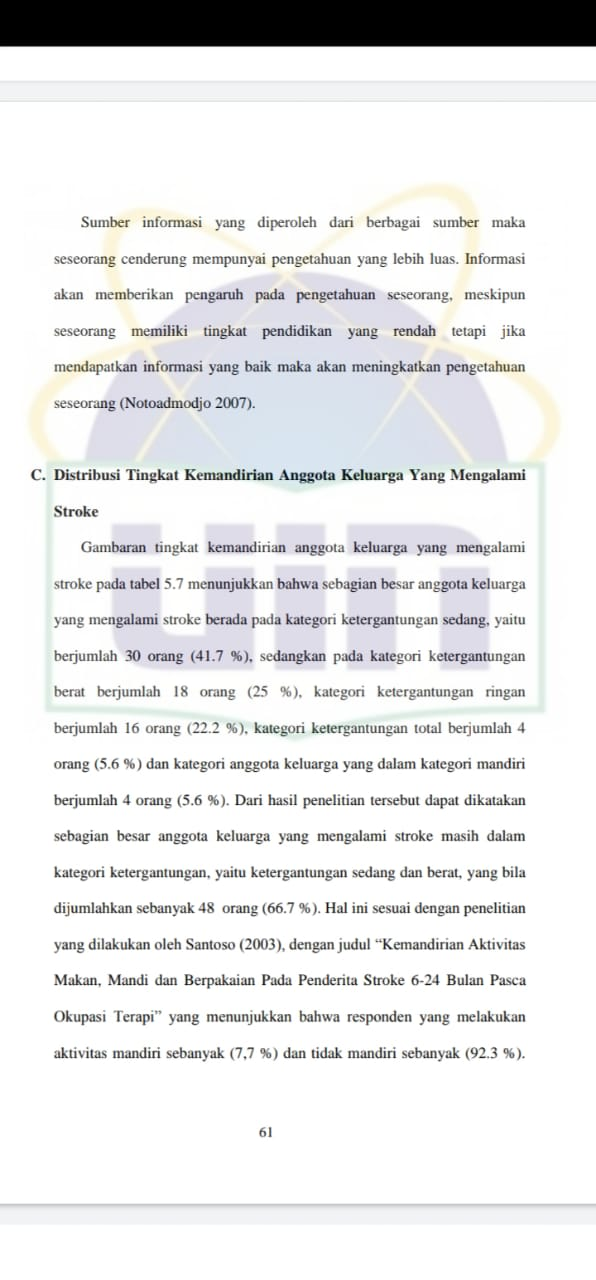 Sumber informasi yang diperoleh dari berbagai sumber maka
seseorang cenderung mempunyai pengetahuan yang lebih luas. Informasi
akan memberikan pengaruh pada pengetahuan seseorang, meskipun
seseorang memiliki tingkat pendidikan yang rendah tetapi jika
mendapatkan informasi yang baik maka akan meningkatkan pengetahuan
seseorang (Notoadmodjo 2007).
C. Distribusi Tingkat Kemandirian Anggota Keluarga Yang Mengalami
Stroke
Gambaran tingkat kemandirian anggota keluarga yang mengalami
stroke pada tabel 5.7 menunjukkan bahwa sebagian besar anggota keluarga
yang mengalami stroke berada pada kategori ketergantungan sedang, yaitu
berjumlah 30 orang (41.7 %), sedangkan pada kategori ketergantungan
berat berjumlah 18 orang (25 %), kategori ketergantungan ringan
berjumlah 16 orang (22.2 %), kategori ketergantungan total berjumlah 4
orang (5.6 %) dan kategori anggota keluarga yang dalam kategori mandiri
berjumlah 4 orang (5.6 %). Dari hasil penelitian tersebut dapat dikatakan
sebagian besar anggota keluarga yang mengalami stroke masih dalam
kategori ketergantungan, yaitu ketergantungan sedang dan berat, yang bila
dijumlahkan sebanyak 48 orang (66.7 %). Hal ini sesuai dengan penelitian
yang dilakukan oleh Santoso (2003), dengan judul “Kemandirian Aktivitas
Makan, Mandi dan Berpakaian Pada Penderita Stroke 6-24 Bulan Pasca
Okupasi Terapi” yang menunjukkan bahwa responden yang melakukan
aktivitas mandiri sebanyak (7,7 %) dan tidak mandiri sebanyak (92.3 %).
61
uin